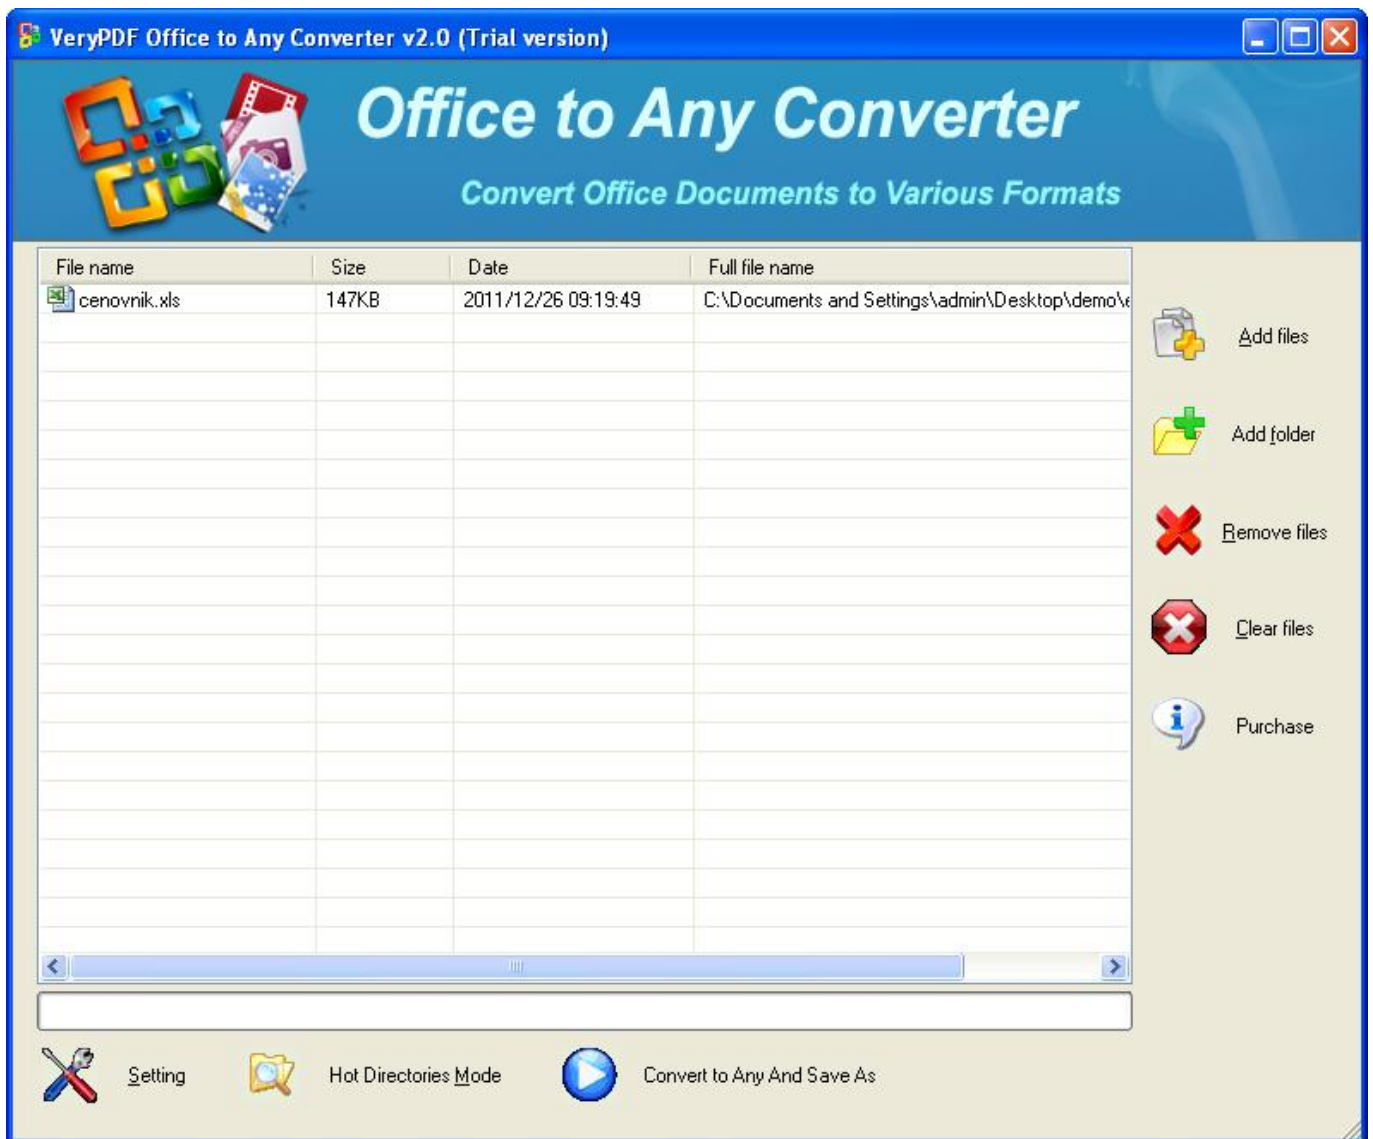 VeryPDF Office to Any Converter v2.0 (Trial version)
Office to Any Converter
Convert Office Documents to Various Formats
File name Size Date Full file name
cenovnik.xls 147KB 2011/12/26 09:19:49 C:\Documents and Settings\admin\Desktop\demo\e
Add files
Add folder
Remove files
Clear files
Purchase
Setting Hot Directories Mode Convert to Any And Save As